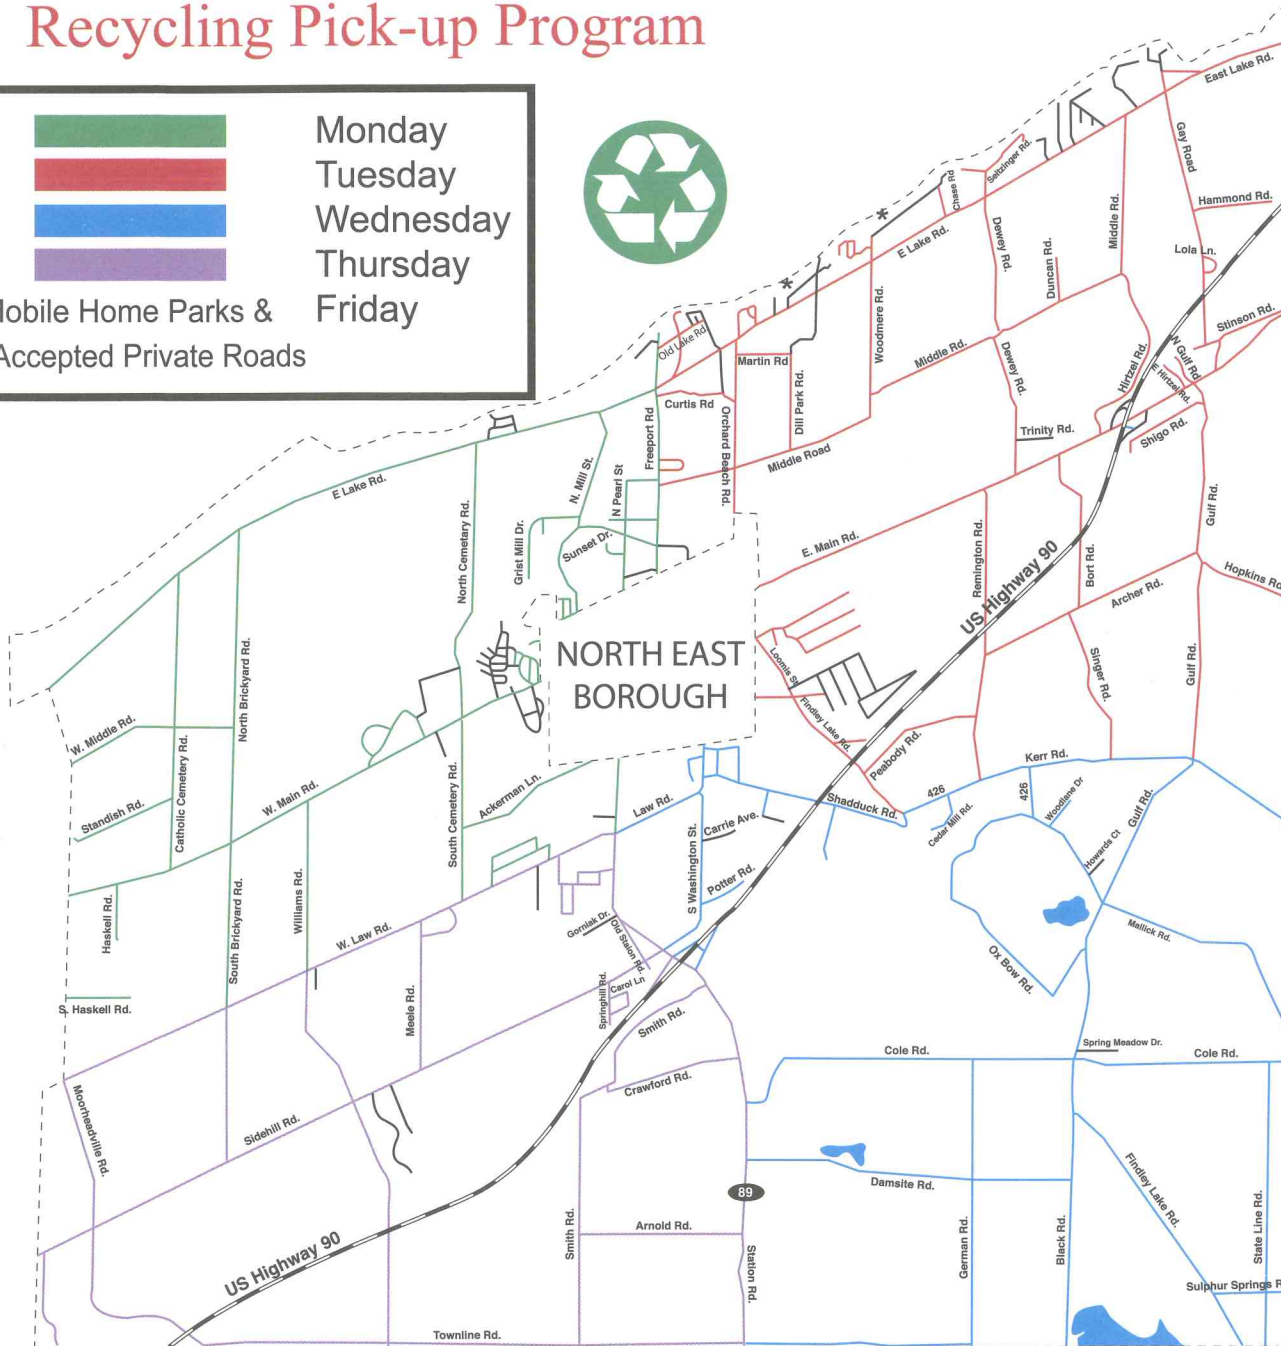 Recycling Pick-up Program
Monday
Tuesday
Wednesday
Thursday
Mobile Home Parks & Friday
Accepted Private Roads
East Lake Rd.
Gay Road
Seltzinger Rd.
Chase Rd
Hammond Rd.
Middle Rd.
E Lake Rd.
Dewey Rd.
Duncan Rd.
Lola Ln.
Woodmere Rd.
Stinson Rd.
Old Lake Rd
Martin Rd
Middle Rd.
Dewey Rd.
Hirtzel Rd.
N Gulf Rd
E Hirtzel Rd.
Dill Park Rd.
Curtis Rd
Freeport Rd
Orchard Beach Rd.
Trinity Rd.
Shigo Rd.
Middle Road
E Lake Rd.
N. Mill St.
N Pearl St
North Cemetary Rd.
Gulf Rd.
Grist Mill Dr.
Sunset Dr.
E. Main Rd.
Remington Rd.
US Highway 90
Bort Rd.
Archer Rd.
Hopkins Rd
NORTH EAST
BOROUGH
Loomis St
Singer Rd.
Gulf Rd.
North Brickyard Rd.
W. Middle Rd.
Findley Lake Rd.
Peabody Rd.
Kerr Rd.
Catholic Cemetery Rd.
W. Main Rd.
Standish Rd.
South Cemetery Rd.
Ackerman Ln.
Law Rd.
Shadduck Rd.
426
426
Woodlane Dr
Gulf Rd.
Carrie Ave.
Cedar Mill Rd.
Howards Ct
S Washington St.
Potter Rd.
Haskell Rd.
South Brickyard Rd.
Williams Rd.
W. Law Rd.
Gorniak Dr.
Old Staion Rd.
Mallick Rd.
Ox Bow Rd.
S. Haskell Rd.
Meele Rd.
Springhill Rd.
Carol Ln
Smith Rd.
Cole Rd.
Spring Meadow Dr.
Cole Rd.
Crawford Rd.
Moorheadville Rd.
Sidehill Rd.
Damsite Rd.
Findley Lake Rd.
89
Smith Rd.
Arnold Rd.
Station Rd.
German Rd.
Black Rd.
State Line Rd.
US Highway 90
Sulphur Springs R
Townline Rd.